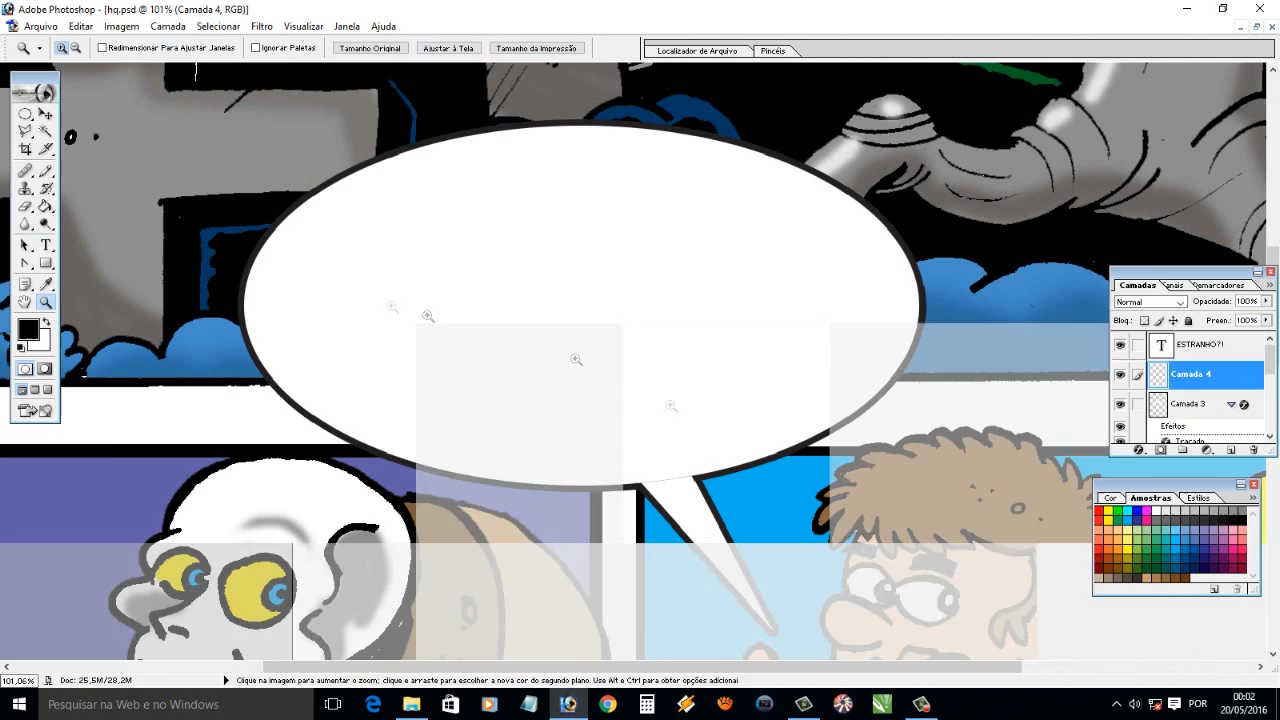 Adobe Photoshop - [hq.psd @ 101% (Camada 4, RGB)]
Arquivo Editar Imagem Camada Selecionar Filtro Visualizar Janela Ajuda
Redimensionar Para Ajustar Janelas Ignorar Paletas Tamanho Original Ajustar à Tela Tamanho da Impressão Localizador de Arquivo Pincéis
Camadas Demarcadores
Normal Opacidade: 100%
Bloq.: Preen.: 100%
T ESTRANHO?!
Camada 4
Camada 3
Efeitos
Traçado
Cor Amostras Estilos
101,06% Doc: 25,5M/28,2M Clique na imagem para aumentar o zoom; clique e arraste para escolher a nova cor do segundo plano. Use Alt e Ctrl para obter opções adicional
Pesquisar na Web e no Windows
POR
00:02
20/05/2016